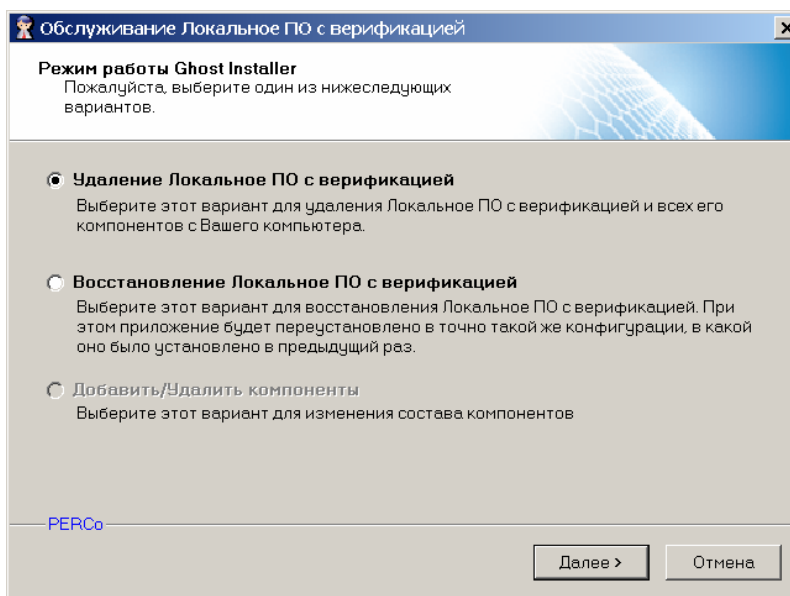 Обслуживание Локальное ПО с верификацией
Режим работы Ghost Installer
Пожалуйста, выберите один из нижеследующих
вариантов.
Удаление Локальное ПО с верификацией
Выберите этот вариант для удаления Локальное ПО с верификацией и всех его
компонентов с Вашего компьютера.
Восстановление Локальное ПО с верификацией
Выберите этот вариант для восстановления Локальное ПО с верификацией. При
этом приложение будет переустановлено в точно такой же конфигурации, в какой
оно было установлено в предыдущий раз.
Добавить/Удалить компоненты
Выберите этот вариант для изменения состава компонентов
PERCo
Далее >
Отмена